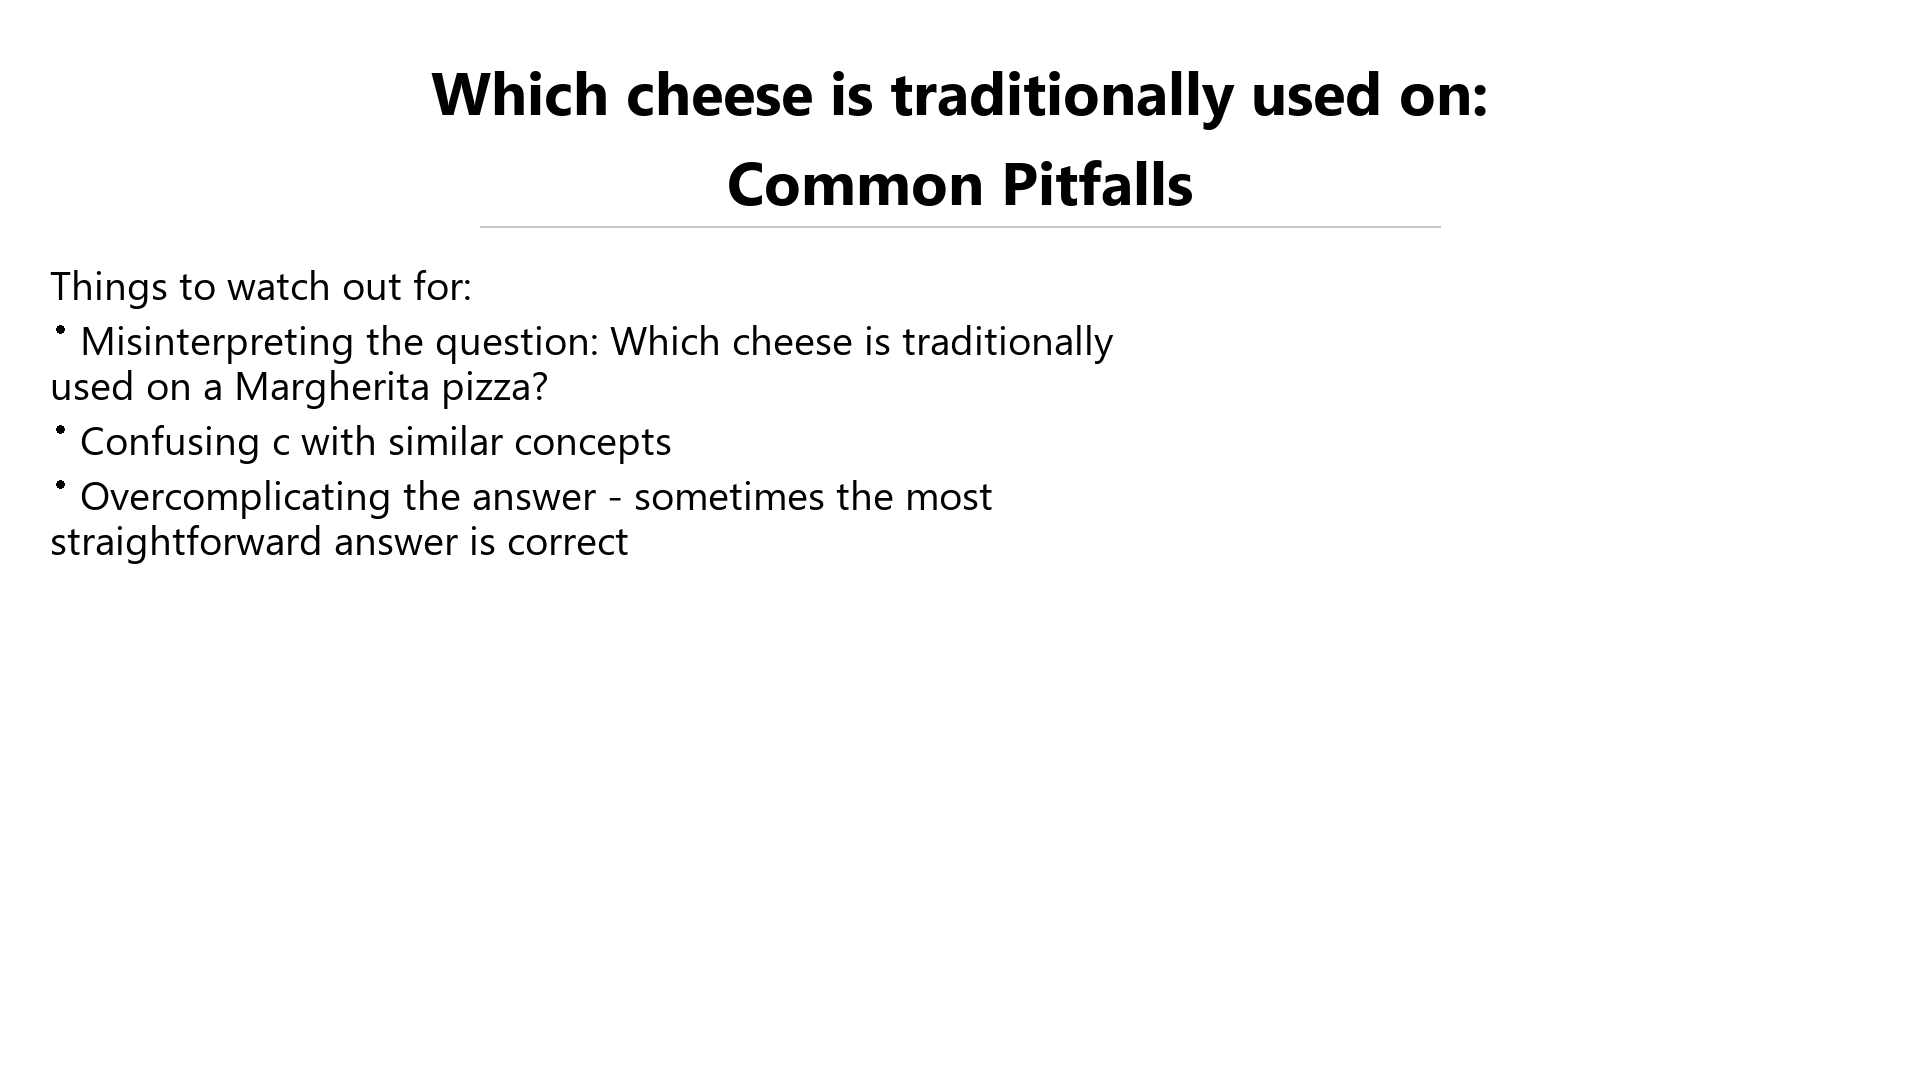 Which cheese is traditionally used on:
Common Pitfalls
Things to watch out for:
• Misinterpreting the question: Which cheese is traditionally
used on a Margherita pizza?
• Confusing c with similar concepts
• Overcomplicating the answer - sometimes the most
straightforward answer is correct